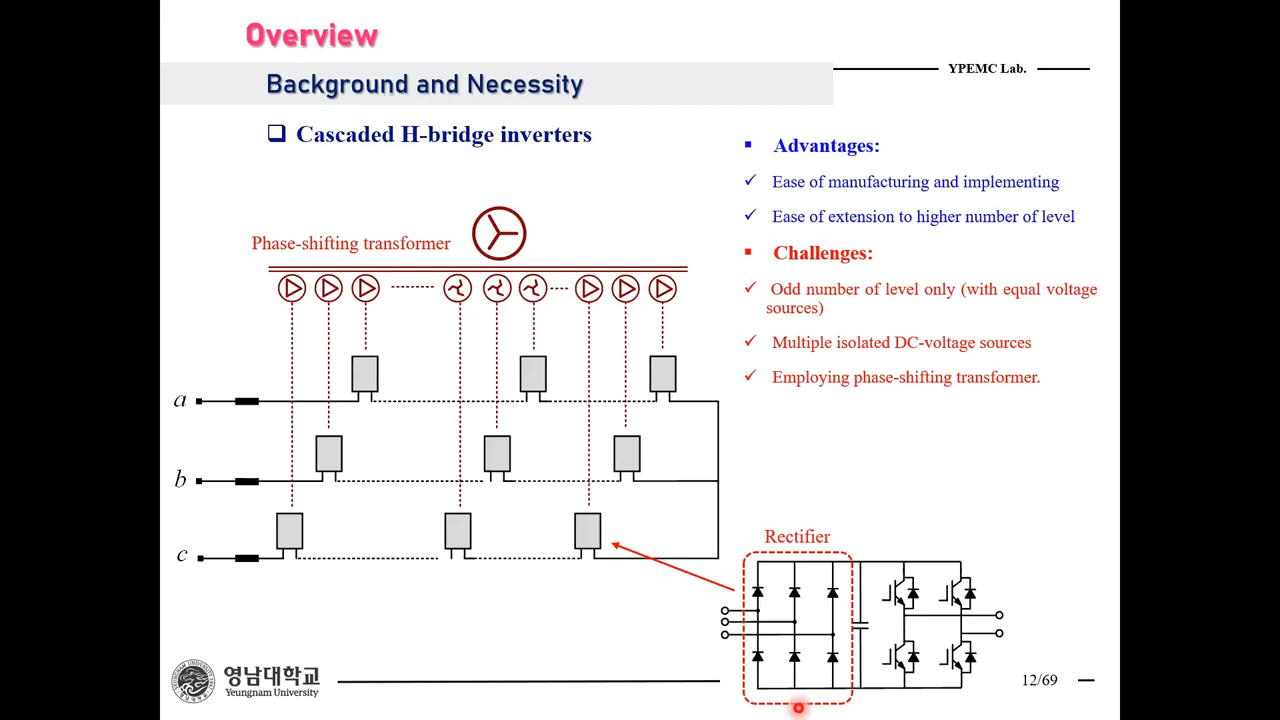 Overview
YPEMC Lab.
Background and Necessity
❑ Cascaded H-bridge inverters
▪ Advantages:
✓ Ease of manufacturing and implementing
✓ Ease of extension to higher number of level
▪ Challenges:
✓ Odd number of level only (with equal voltage
sources)
✓ Multiple isolated DC-voltage sources
✓ Employing phase-shifting transformer.
Phase-shifting transformer
a
b
c
Rectifier
영남대학교
Yeungnam University
12/69